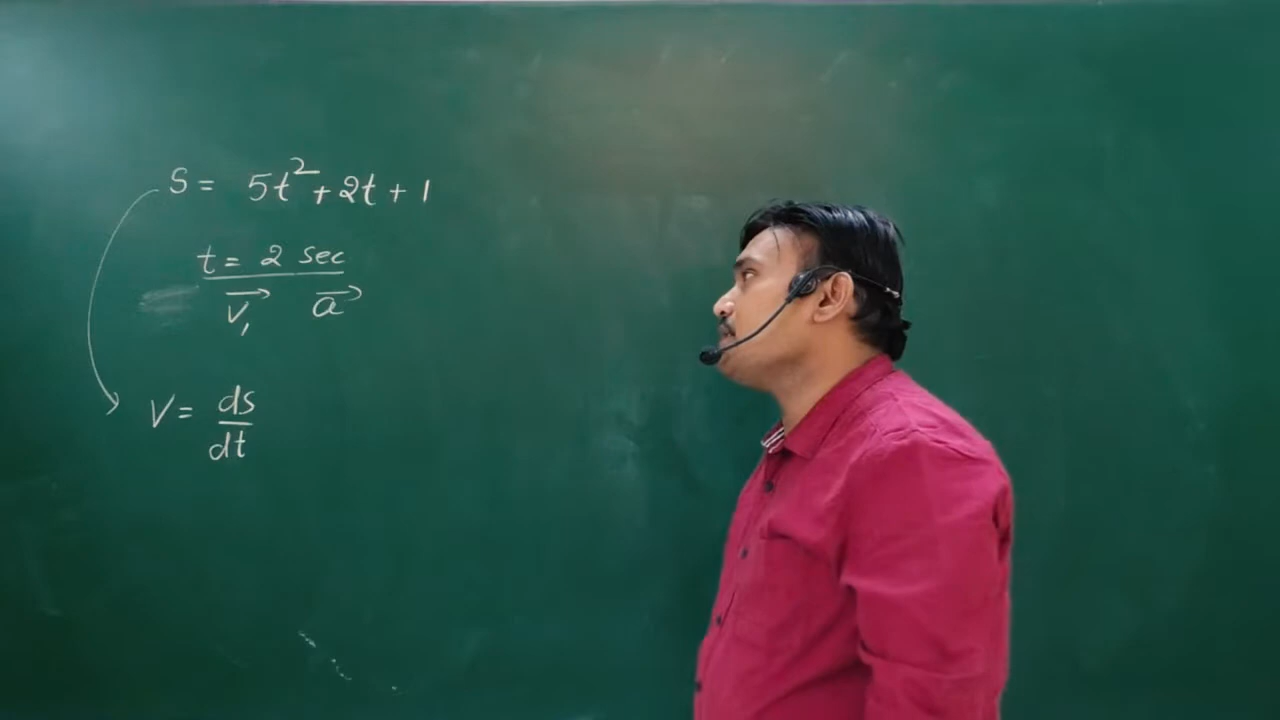 S = 5t² + 2t + 1
t = 2 sec
v⃗, a⃗
V = ds/dt